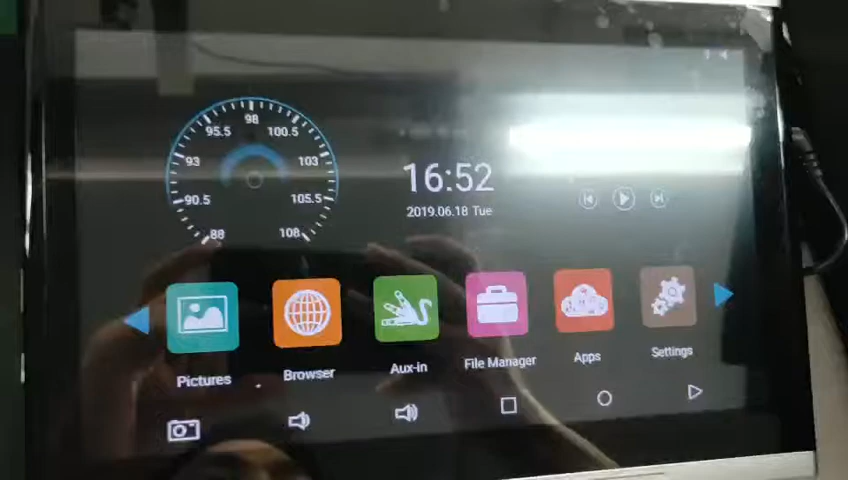 98
95.5 100.5
93 103
90.5 105.5
88 108
16:52
2019.06.18 Tue
Pictures
Browser
Aux-in
File Manager
Apps
Settings